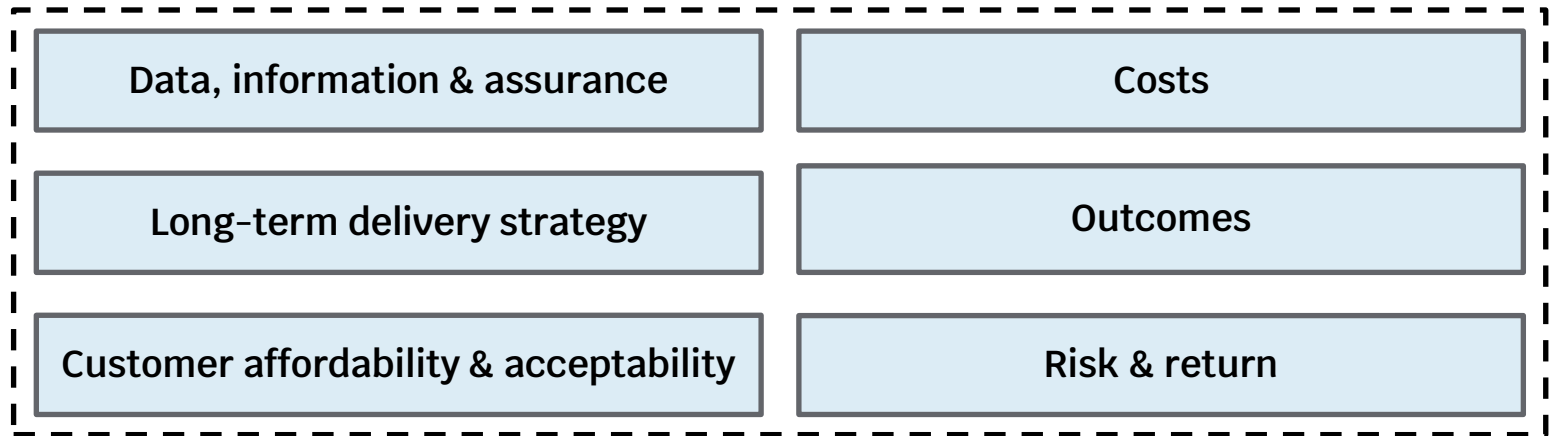 Data, information & assurance
Costs
Long-term delivery strategy
Outcomes
Customer affordability & acceptability
Risk & return